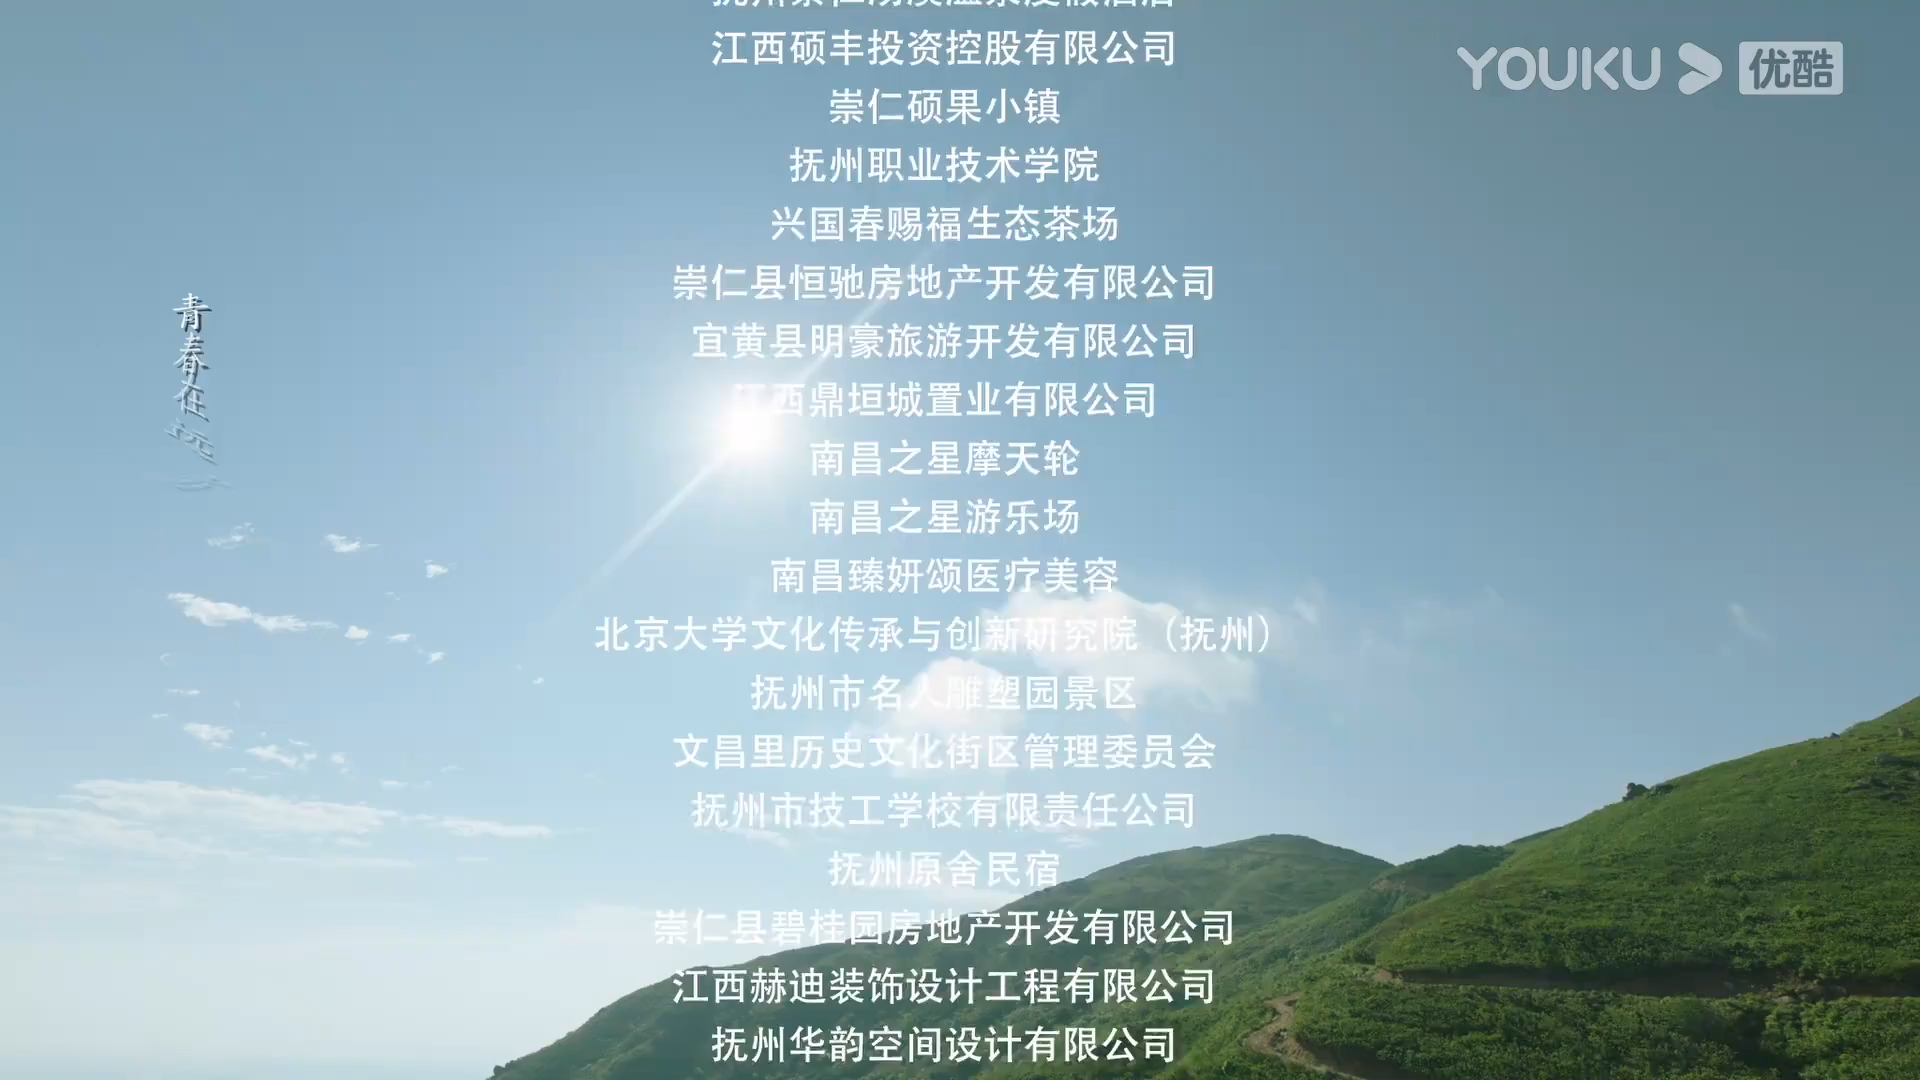 江西硕丰投资控股有限公司
YOUKU 优酷
崇仁硕果小镇
抚州职业技术学院
兴国春赐福生态茶场
崇仁县恒驰房地产开发有限公司
青春在远
宜黄县明豪旅游开发有限公司
江西鼎垣城置业有限公司
南昌之星摩天轮
南昌之星游乐场
南昌臻妍颂医疗美容
北京大学文化传承与创新研究院（抚州）
抚州市名人雕塑园景区
文昌里历史文化街区管理委员会
抚州市技工学校有限责任公司
抚州原舍民宿
崇仁县碧桂园房地产开发有限公司
江西赫迪装饰设计工程有限公司
抚州华韵空间设计有限公司